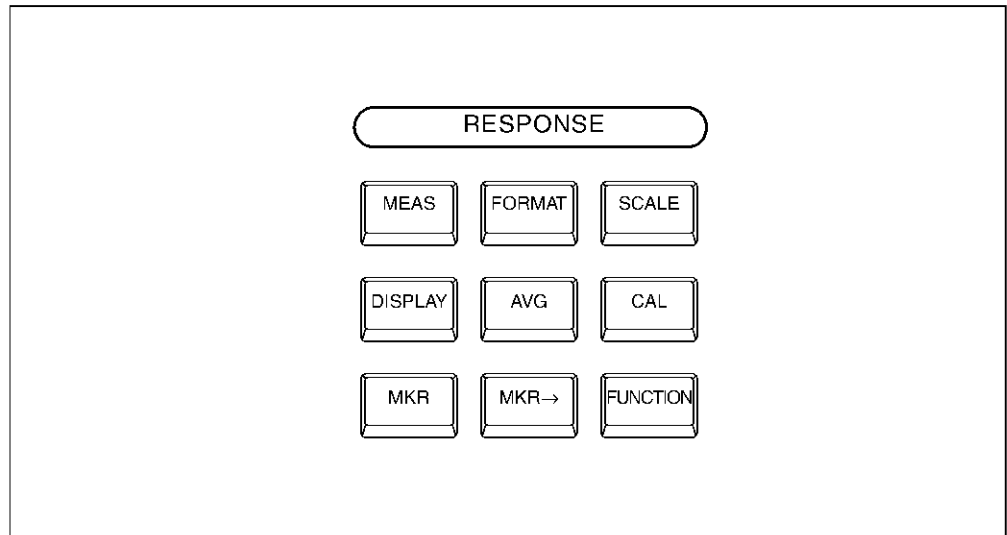 RESPONSE
MEAS FORMAT SCALE
DISPLAY AVG CAL
MKR MKR→ FUNCTION